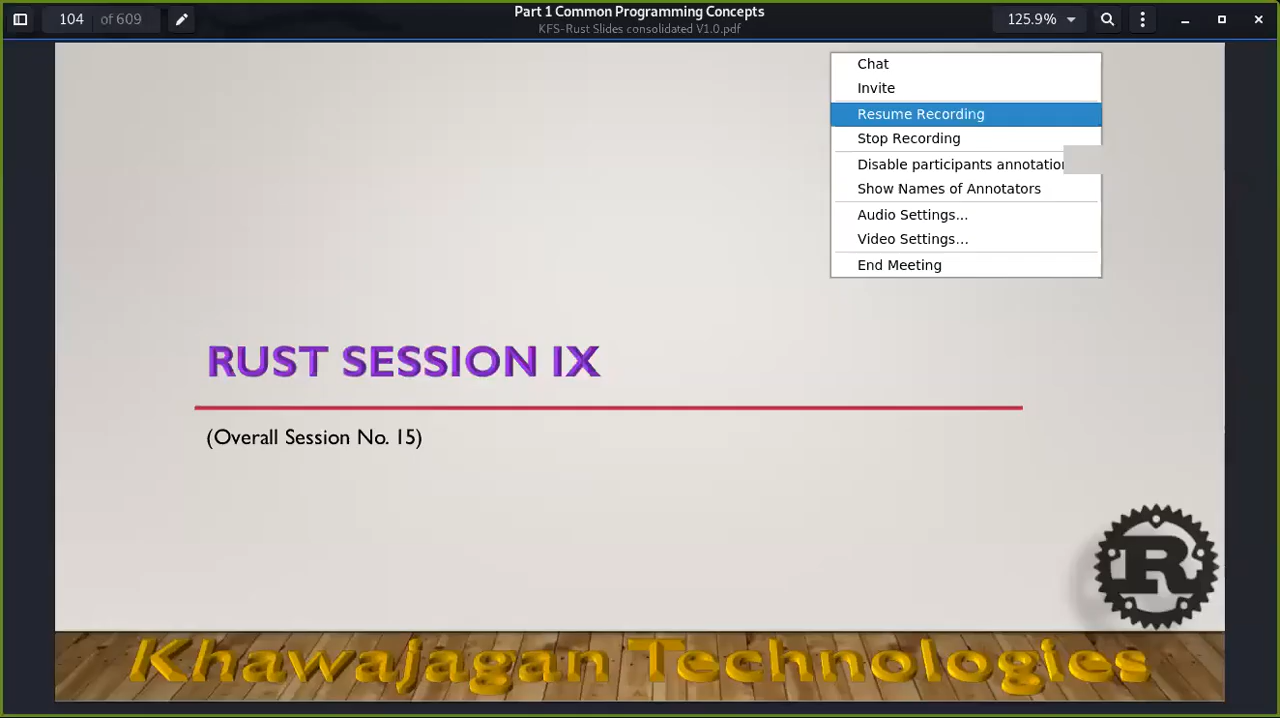 104 of 609
Part 1 Common Programming Concepts
KFS-Rust Slides consolidated V1.0.pdf
125.9%
Chat
Invite
Resume Recording
Stop Recording
Disable participants annotation
Show Names of Annotators
Audio Settings...
Video Settings...
End Meeting
RUST SESSION IX
(Overall Session No. 15)
R
Khawajagan Technologies